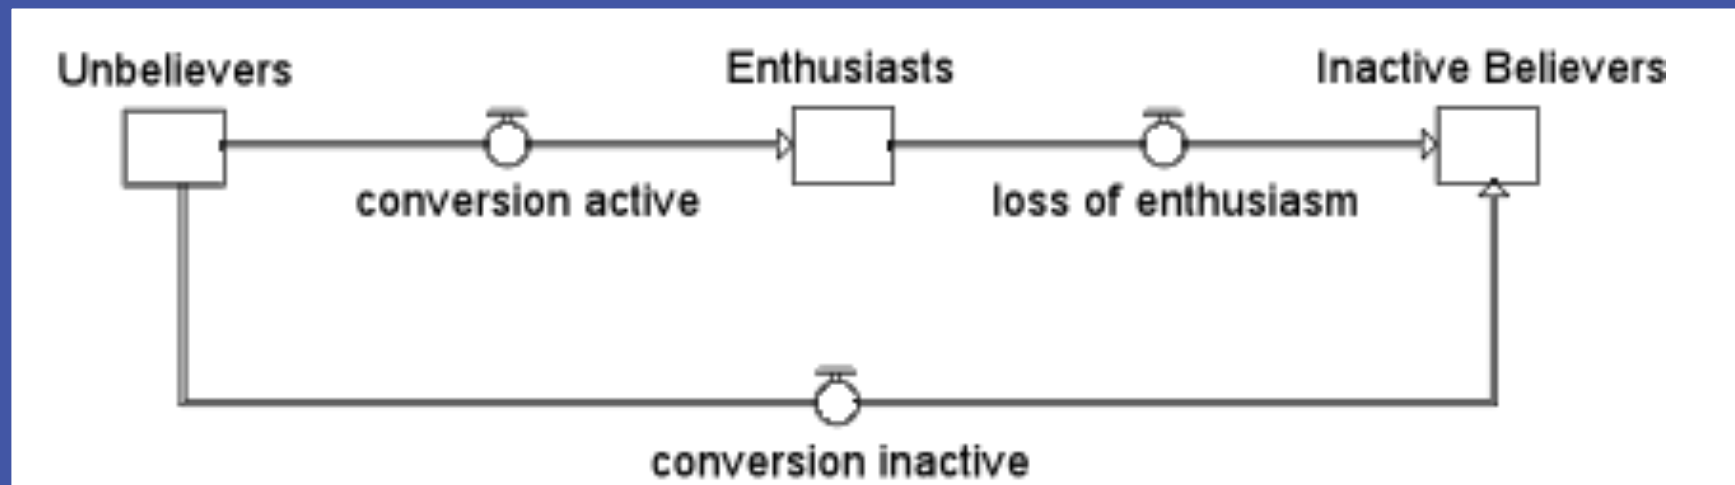 Unbelievers
Enthusiasts
Inactive Believers
conversion active
loss of enthusiasm
conversion inactive